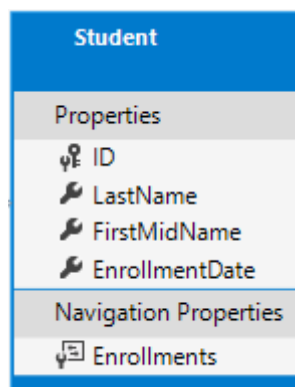 Student
Properties
ID
LastName
FirstMidName
EnrollmentDate
Navigation Properties
Enrollments